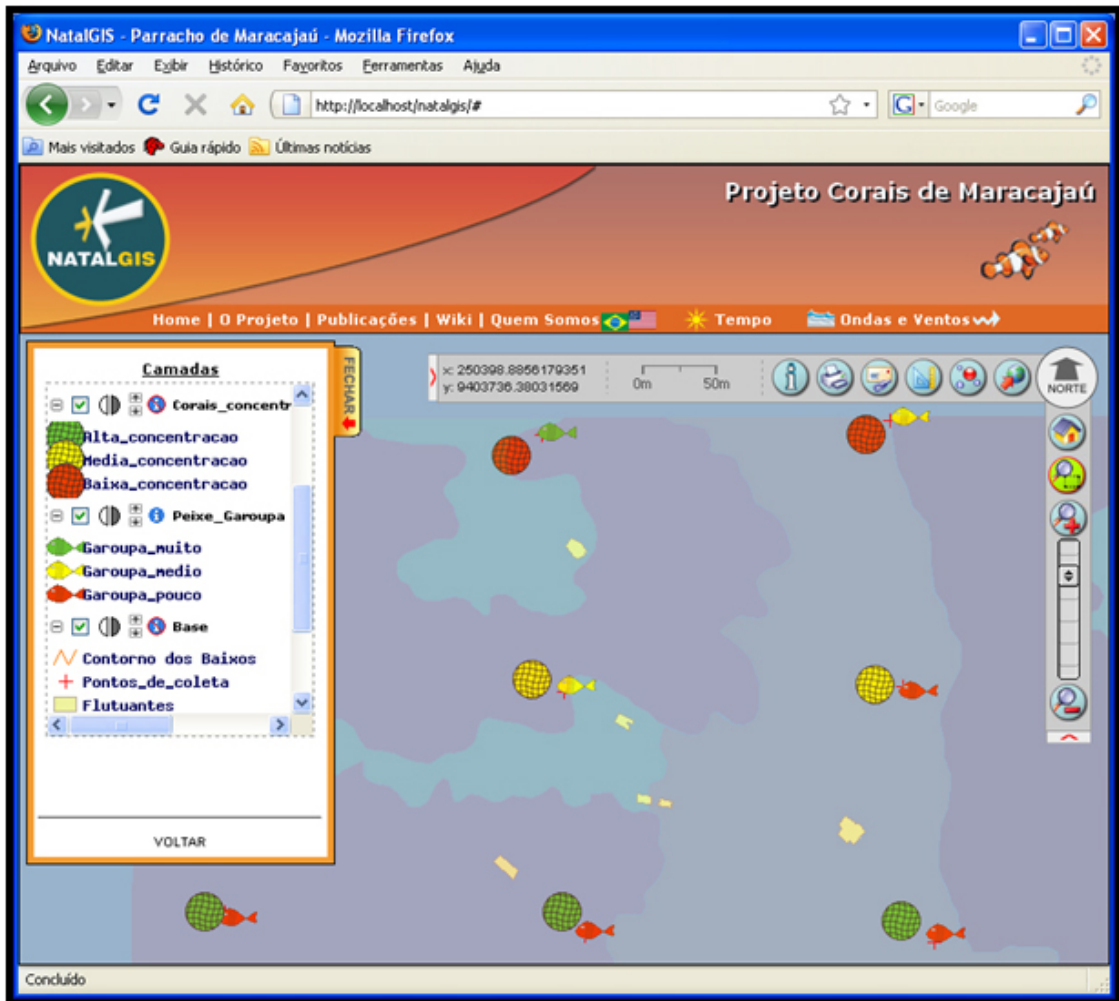 NatalGIS - Parracho de Maracajaú - Mozilla Firefox
Arquivo Editar Exibir Histórico Favoritos Ferramentas Ajuda
http://localhost/natalgis/#
G Google
Mais visitados Guia rápido Últimas notícias
Projeto Corais de Maracajaú
NATALGIS
Home | O Projeto | Publicações | Wiki | Quem Somos Tempo Ondas e Ventos
Camadas
FECHAR
x: 250398.8856179351
y: 9403736.38031569
0m 50m
NORTE
Corais_concentr
Alta_concentracao
Media_concentracao
Baixa_concentracao
Peixe_Garoupa
Garoupa_muito
Garoupa_medio
Garoupa_pouco
Base
Contorno dos Baixos
Pontos_de_coleta
Flutuantes
VOLTAR
Concluído